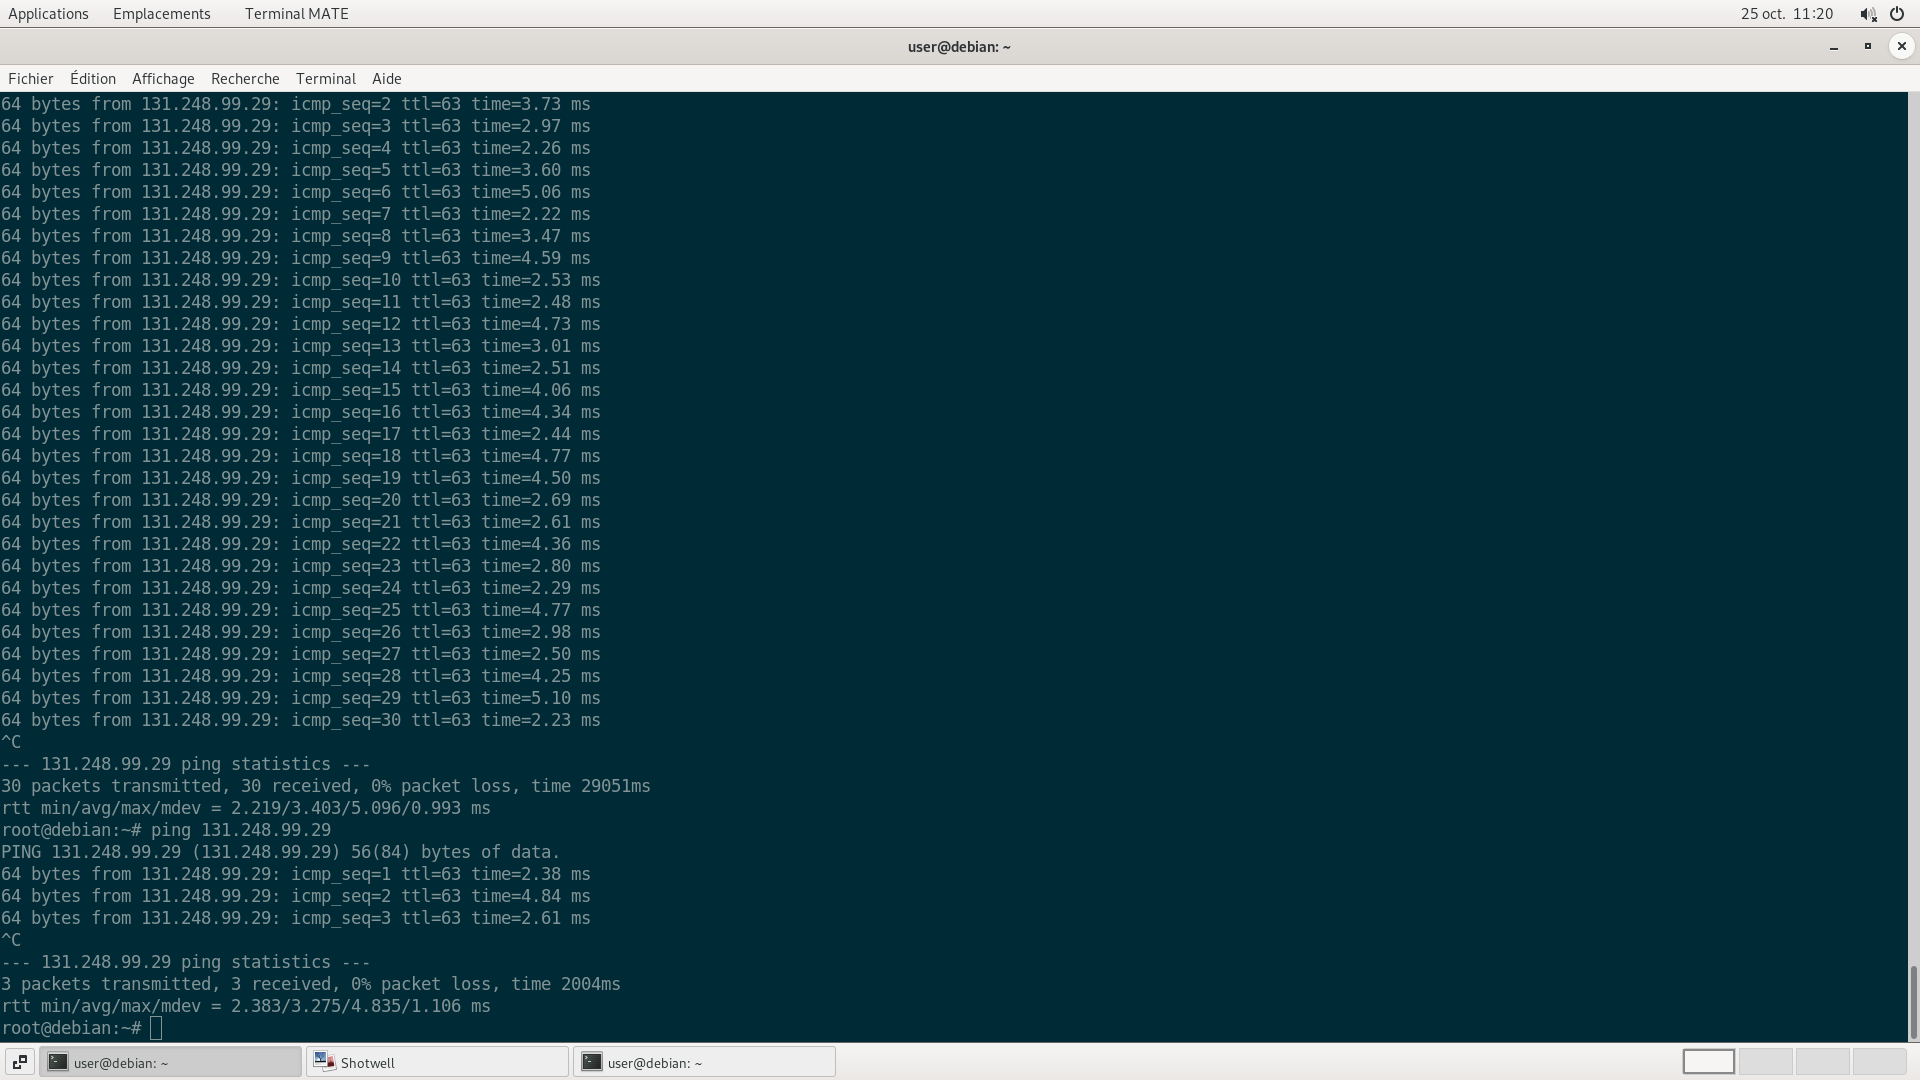 Applications Emplacements Terminal MATE 25 oct. 11:20
user@debian: ~
Fichier Édition Affichage Recherche Terminal Aide
64 bytes from 131.248.99.29: icmp_seq=2 ttl=63 time=3.73 ms
64 bytes from 131.248.99.29: icmp_seq=3 ttl=63 time=2.97 ms
64 bytes from 131.248.99.29: icmp_seq=4 ttl=63 time=2.26 ms
64 bytes from 131.248.99.29: icmp_seq=5 ttl=63 time=3.60 ms
64 bytes from 131.248.99.29: icmp_seq=6 ttl=63 time=5.06 ms
64 bytes from 131.248.99.29: icmp_seq=7 ttl=63 time=2.22 ms
64 bytes from 131.248.99.29: icmp_seq=8 ttl=63 time=3.47 ms
64 bytes from 131.248.99.29: icmp_seq=9 ttl=63 time=4.59 ms
64 bytes from 131.248.99.29: icmp_seq=10 ttl=63 time=2.53 ms
64 bytes from 131.248.99.29: icmp_seq=11 ttl=63 time=2.48 ms
64 bytes from 131.248.99.29: icmp_seq=12 ttl=63 time=4.73 ms
64 bytes from 131.248.99.29: icmp_seq=13 ttl=63 time=3.01 ms
64 bytes from 131.248.99.29: icmp_seq=14 ttl=63 time=2.51 ms
64 bytes from 131.248.99.29: icmp_seq=15 ttl=63 time=4.06 ms
64 bytes from 131.248.99.29: icmp_seq=16 ttl=63 time=4.34 ms
64 bytes from 131.248.99.29: icmp_seq=17 ttl=63 time=2.44 ms
64 bytes from 131.248.99.29: icmp_seq=18 ttl=63 time=4.77 ms
64 bytes from 131.248.99.29: icmp_seq=19 ttl=63 time=4.50 ms
64 bytes from 131.248.99.29: icmp_seq=20 ttl=63 time=2.69 ms
64 bytes from 131.248.99.29: icmp_seq=21 ttl=63 time=2.61 ms
64 bytes from 131.248.99.29: icmp_seq=22 ttl=63 time=4.36 ms
64 bytes from 131.248.99.29: icmp_seq=23 ttl=63 time=2.80 ms
64 bytes from 131.248.99.29: icmp_seq=24 ttl=63 time=2.29 ms
64 bytes from 131.248.99.29: icmp_seq=25 ttl=63 time=4.77 ms
64 bytes from 131.248.99.29: icmp_seq=26 ttl=63 time=2.98 ms
64 bytes from 131.248.99.29: icmp_seq=27 ttl=63 time=2.50 ms
64 bytes from 131.248.99.29: icmp_seq=28 ttl=63 time=4.25 ms
64 bytes from 131.248.99.29: icmp_seq=29 ttl=63 time=5.10 ms
64 bytes from 131.248.99.29: icmp_seq=30 ttl=63 time=2.23 ms
^C
--- 131.248.99.29 ping statistics ---
30 packets transmitted, 30 received, 0% packet loss, time 29051ms
rtt min/avg/max/mdev = 2.219/3.403/5.096/0.993 ms
root@debian:~# ping 131.248.99.29
PING 131.248.99.29 (131.248.99.29) 56(84) bytes of data.
64 bytes from 131.248.99.29: icmp_seq=1 ttl=63 time=2.38 ms
64 bytes from 131.248.99.29: icmp_seq=2 ttl=63 time=4.84 ms
64 bytes from 131.248.99.29: icmp_seq=3 ttl=63 time=2.61 ms
^C
--- 131.248.99.29 ping statistics ---
3 packets transmitted, 3 received, 0% packet loss, time 2004ms
rtt min/avg/max/mdev = 2.383/3.275/4.835/1.106 ms
root@debian:~#
user@debian: ~ Shotwell user@debian: ~